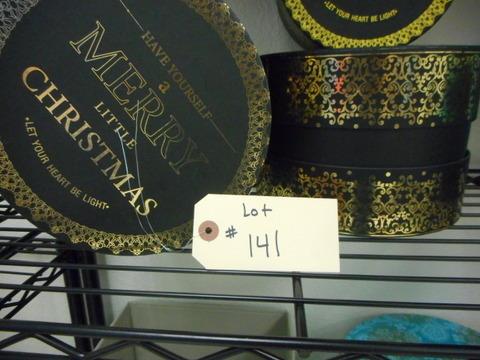 HAVE YOURSELF
a
MERRY
LITTLE
CHRISTMAS
•LET YOUR HEART BE LIGHT•
•LET YOUR HEART BE LIGHT•
Lot
# 141